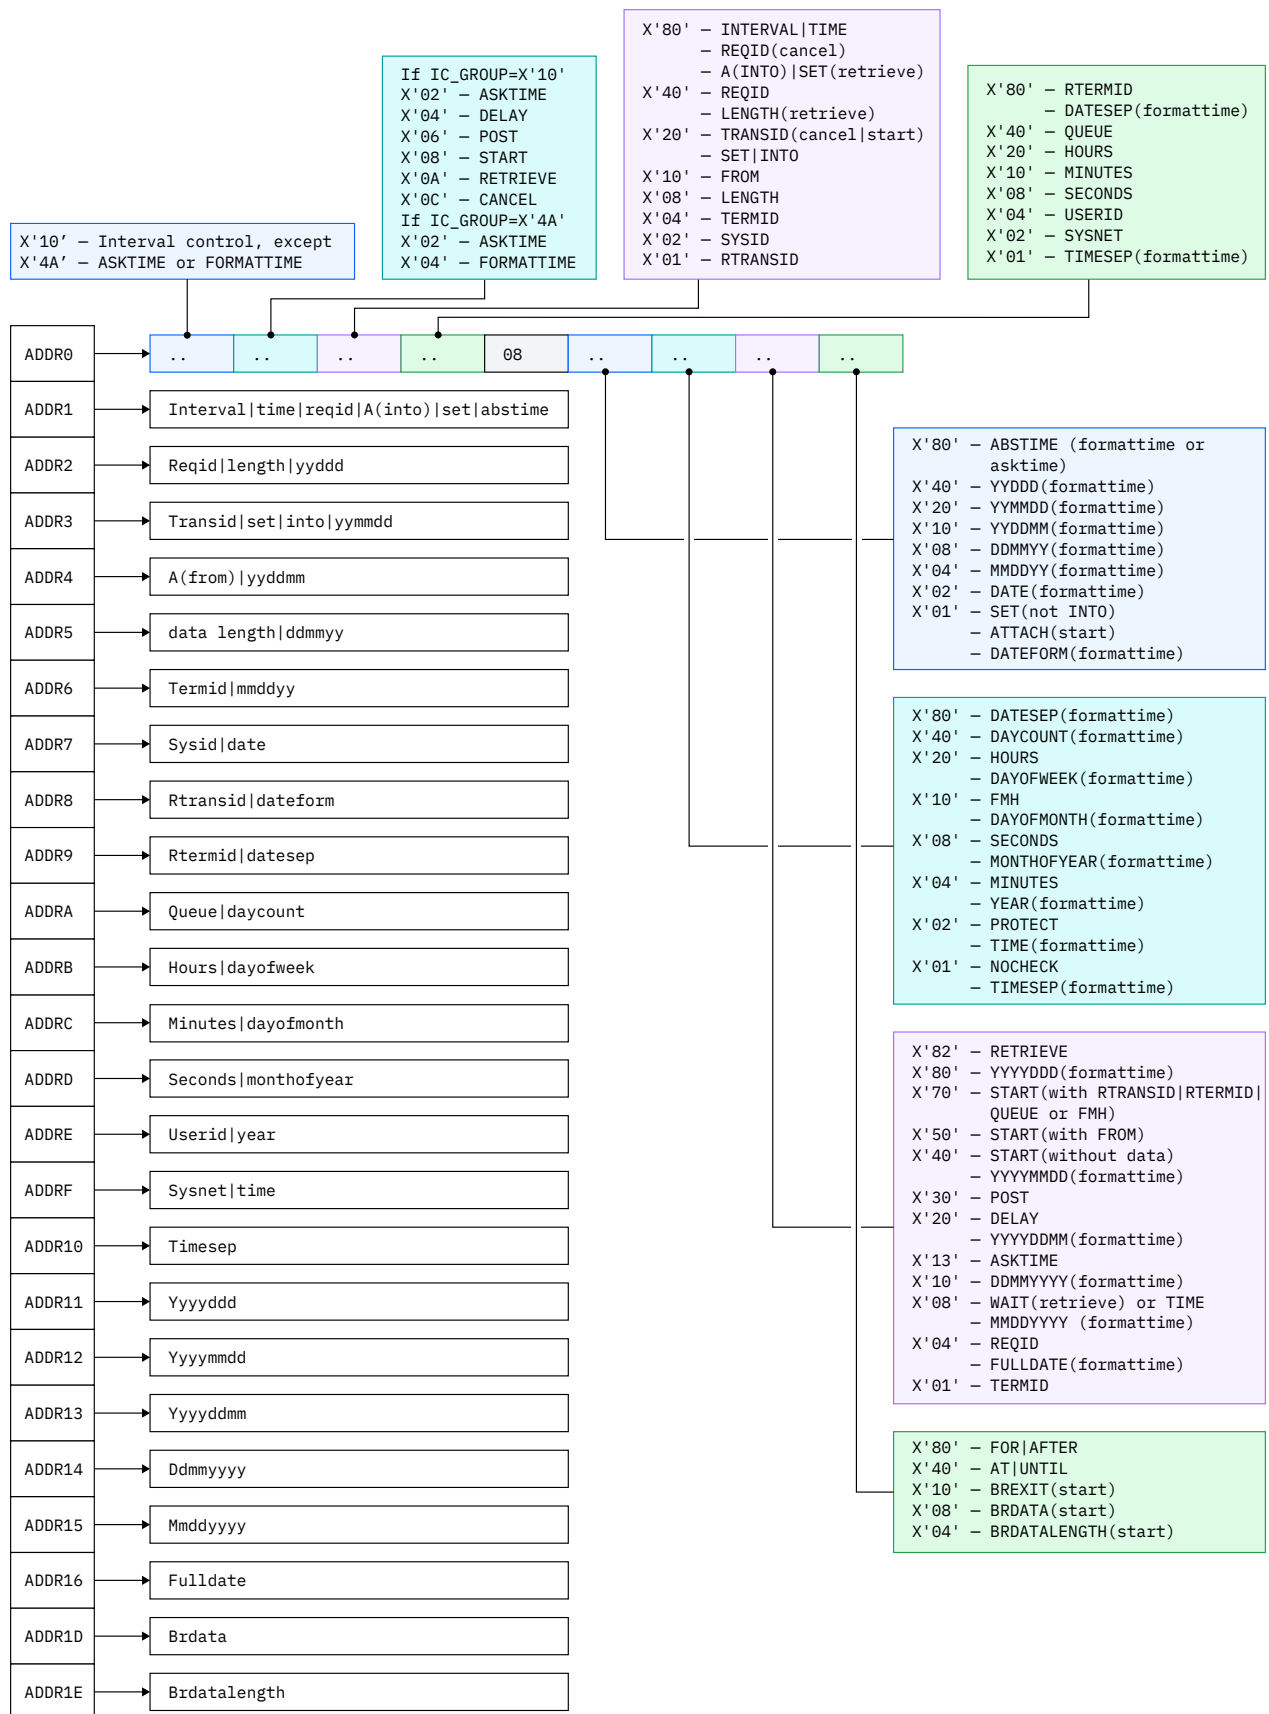 X'80' – INTERVAL|TIME
– REQID(cancel)
– A(INTO)|SET(retrieve)
X'40' – REQID
– LENGTH(retrieve)
X'20' – TRANSID(cancel|start)
– SET|INTO
X'10' – FROM
X'08' – LENGTH
X'04' – TERMID
X'02' – SYSID
X'01' – RTRANSID
If IC_GROUP=X'10'
X'02' – ASKTIME
X'04' – DELAY
X'06' – POST
X'08' – START
X'0A' – RETRIEVE
X'0C' – CANCEL
If IC_GROUP=X'4A'
X'02' – ASKTIME
X'04' – FORMATTIME
X'80' – RTERMID
– DATESEP(formattime)
X'40' – QUEUE
X'20' – HOURS
X'10' – MINUTES
X'08' – SECONDS
X'04' – USERID
X'02' – SYSNET
X'01' – TIMESEP(formattime)
X'10’ – Interval control, except
X'4A’ – ASKTIME or FORMATTIME
ADDR0 .. .. .. .. 08 .. .. .. ..
ADDR1 Interval|time|reqid|A(into)|set|abstime
ADDR2 Reqid|length|yyddd
ADDR3 Transid|set|into|yymmdd
ADDR4 A(from)|yyddmm
ADDR5 data length|ddmmyy
ADDR6 Termid|mmddyy
ADDR7 Sysid|date
ADDR8 Rtransid|dateform
ADDR9 Rtermid|datesep
ADDRA Queue|daycount
ADDRB Hours|dayofweek
ADDRC Minutes|dayofmonth
ADDRD Seconds|monthofyear
ADDRE Userid|year
ADDRF Sysnet|time
ADDR10 Timesep
ADDR11 Yyyyddd
ADDR12 Yyyymmdd
ADDR13 Yyyyddmm
ADDR14 Ddmmyyyy
ADDR15 Mmddyyyy
ADDR16 Fulldate
ADDR1D Brdata
ADDR1E Brdatalength
X'80' – ABSTIME (formattime or
asktime)
X'40' – YYDDD(formattime)
X'20' – YYMMDD(formattime)
X'10' – YYDDMM(formattime)
X'08' – DDMMYY(formattime)
X'04' – MMDDYY(formattime)
X'02' – DATE(formattime)
X'01' – SET(not INTO)
– ATTACH(start)
– DATEFORM(formattime)
X'80' – DATESEP(formattime)
X'40' – DAYCOUNT(formattime)
X'20' – HOURS
– DAYOFWEEK(formattime)
X'10' – FMH
– DAYOFMONTH(formattime)
X'08' – SECONDS
– MONTHOFYEAR(formattime)
X'04' – MINUTES
– YEAR(formattime)
X'02' – PROTECT
– TIME(formattime)
X'01' – NOCHECK
– TIMESEP(formattime)
X'82' – RETRIEVE
X'80' – YYYYDDD(formattime)
X'70' – START(with RTRANSID|RTERMID|
QUEUE or FMH)
X'50' – START(with FROM)
X'40' – START(without data)
– YYYYMMDD(formattime)
X'30' – POST
X'20' – DELAY
– YYYYDDMM(formattime)
X'13' – ASKTIME
X'10' – DDMMYYYY(formattime)
X'08' – WAIT(retrieve) or TIME
– MMDDYYYY (formattime)
X'04' – REQID
– FULLDATE(formattime)
X'01' – TERMID
X'80' – FOR|AFTER
X'40' – AT|UNTIL
X'10' – BREXIT(start)
X'08' – BRDATA(start)
X'04' – BRDATALENGTH(start)